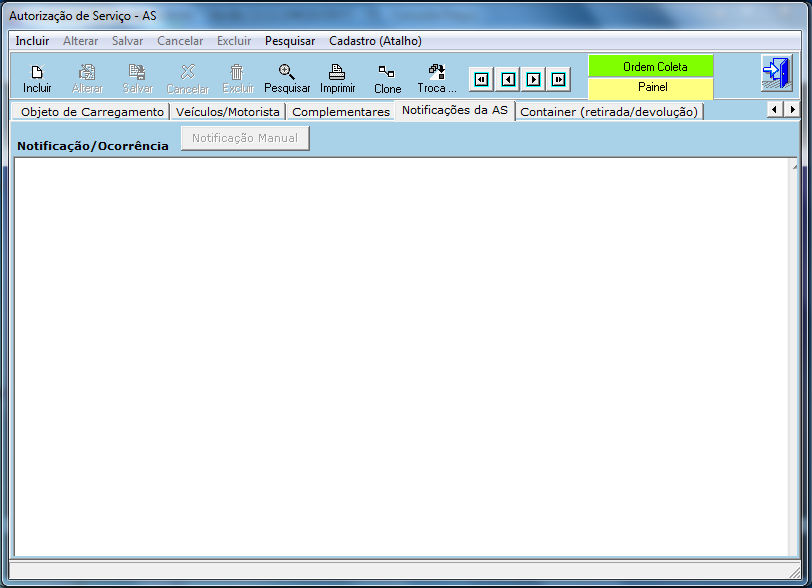 Autorização de Serviço - AS
Incluir Alterar Salvar Cancelar Excluir Pesquisar Cadastro (Atalho)
Incluir Alterar Salvar Cancelar Excluir Pesquisar Imprimir Clone Troca ...
Ordem Coleta
Painel
Objeto de Carregamento Veículos/Motorista Complementares Notificações da AS Container (retirada/devolução)
Notificação/Ocorrência Notificação Manual